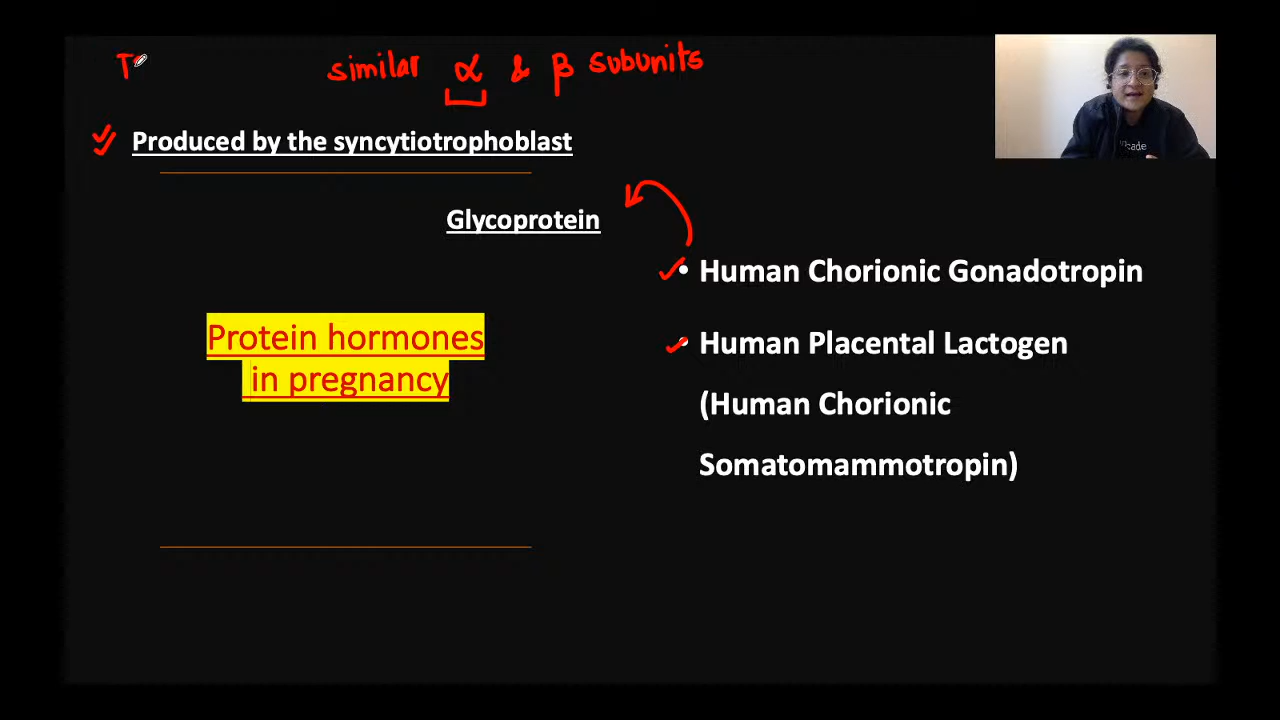 T
similar α & β subunits
Produced by the syncytiotrophoblast
Glycoprotein
• Human Chorionic Gonadotropin
Protein hormones
in pregnancy
• Human Placental Lactogen
(Human Chorionic
Somatomammotropin)